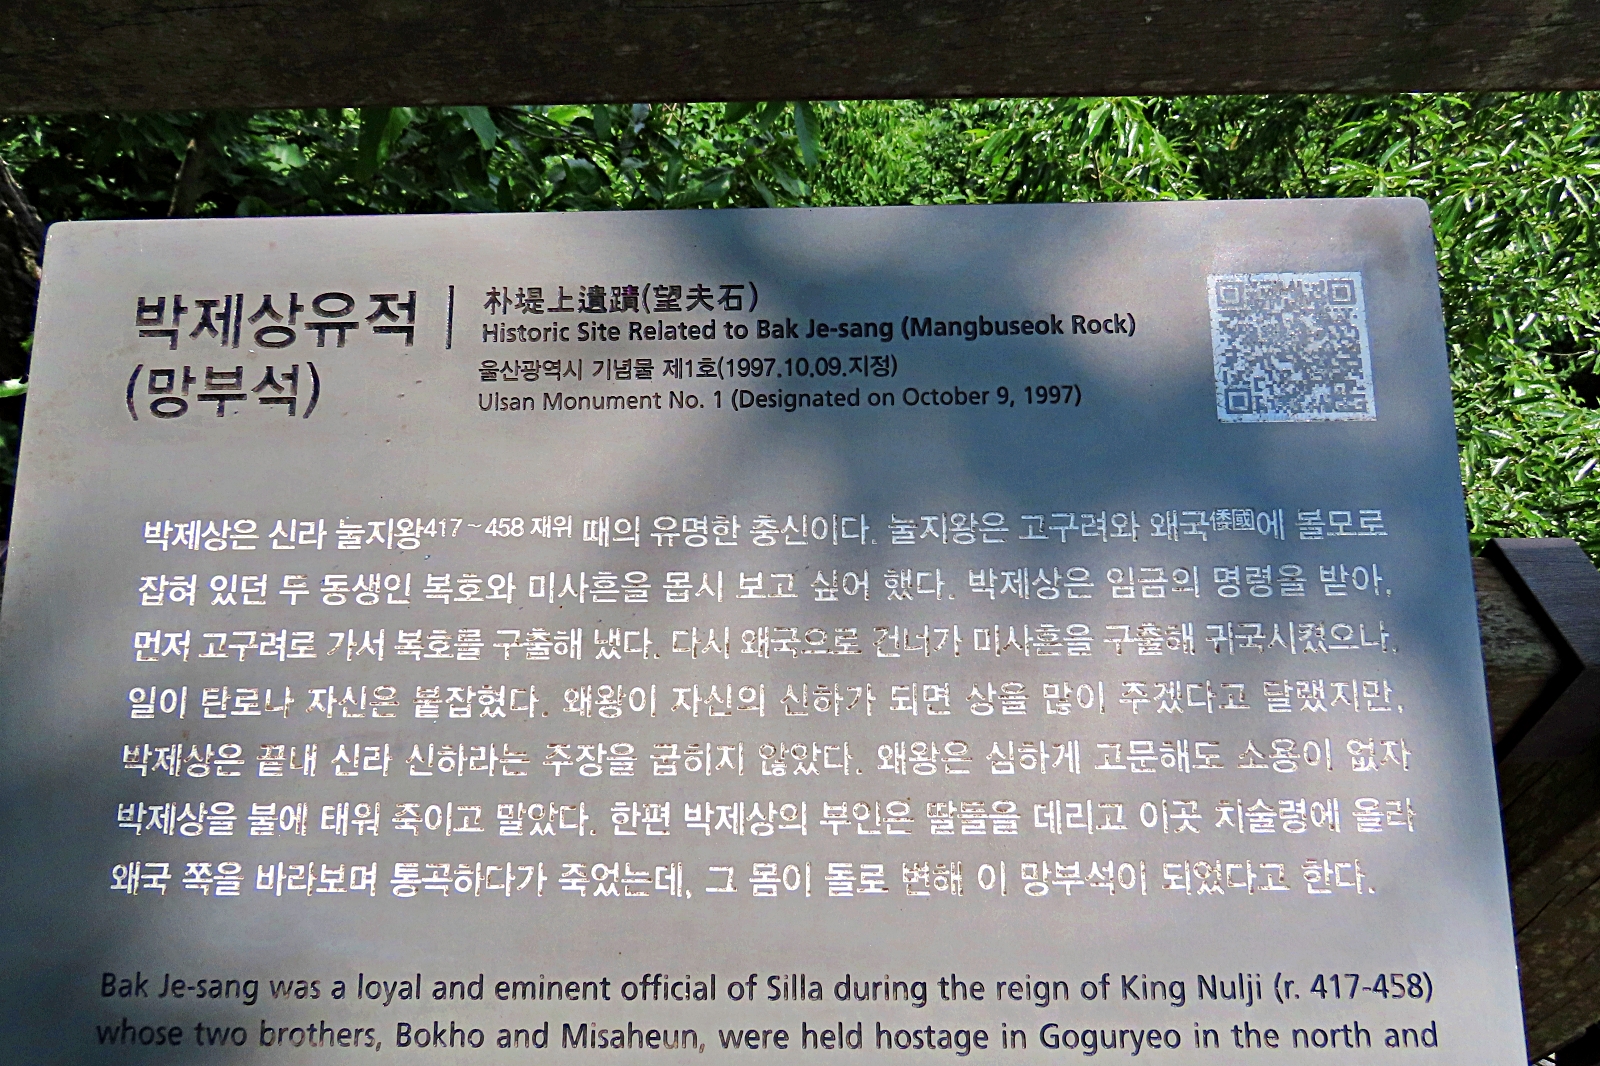 박제상유적
(망부석)
朴堤上遺蹟(望夫石)
Historic Site Related to Bak Je-sang (Mangbuseok Rock)
울산광역시 기념물 제1호(1997.10.09.지정)
Ulsan Monument No. 1 (Designated on October 9, 1997)
박제상은 신라 눌지왕417~458 재위 때의 유명한 충신이다. 눌지왕은 고구려와 왜국倭國에 볼모로
잡혀 있던 두 동생인 복호와 미사흔을 몹시 보고 싶어 했다. 박제상은 임금의 명령을 받아,
먼저 고구려로 가서 복호를 구출해 냈다. 다시 왜국으로 건너가 미사흔을 구출해 귀국시켰으나,
일이 탄로나 자신은 붙잡혔다. 왜왕이 자신의 신하가 되면 상을 많이 주겠다고 달랬지만,
박제상은 끝내 신라 신하라는 주장을 굽히지 않았다. 왜왕은 심하게 고문해도 소용이 없자
박제상을 불에 태워 죽이고 말았다. 한편 박제상의 부인은 딸들을 데리고 이곳 치술령에 올라
왜국 쪽을 바라보며 통곡하다가 죽었는데, 그 몸이 돌로 변해 이 망부석이 되었다고 한다.
Bak Je-sang was a loyal and eminent official of Silla during the reign of King Nulji (r. 417-458)
whose two brothers, Bokho and Misaheun, were held hostage in Goguryeo in the north and